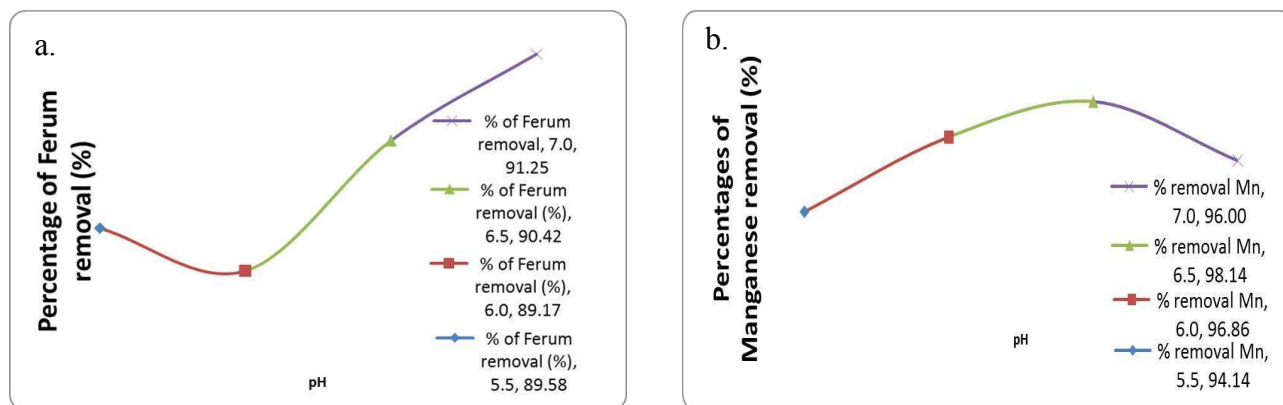 a.
Percentage of Ferum
removal (%)
% of Ferum
removal, 7.0,
91.25
% of Ferum
removal (%),
6.5, 90.42
% of Ferum
removal (%),
6.0, 89.17
% of Ferum
removal (%),
5.5, 89.58
pH
b.
Percentages of
Manganese removal (%)
% removal Mn,
7.0, 96.00
% removal Mn,
6.5, 98.14
% removal Mn,
6.0, 96.86
% removal Mn,
5.5, 94.14
pH